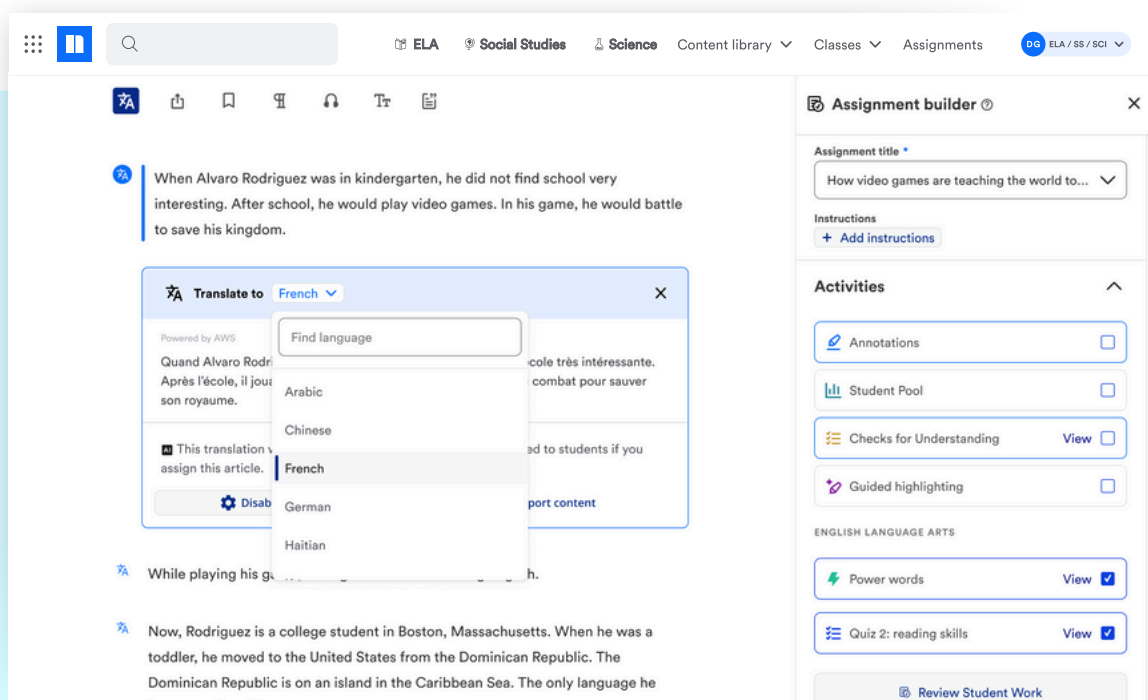 ELA
Social Studies
Science
Content library
Classes
Assignments
DG
ELA / SS / SCI
When Alvaro Rodriguez was in kindergarten, he did not find school very
interesting. After school, he would play video games. In his game, he would battle
to save his kingdom.
Translate to French
Powered by AWS
Find language
Quand Alvaro école très intéressante.
Après l'école, il combat pour sauver
son royaume.
Arabic
Chinese
French
German
Haitian
AI This translation to students if you
assign this article.
content
While playing his
Now, Rodriguez is a college student in Boston, Massachusetts. When he was a
toddler, he moved to the United States from the Dominican Republic. The
Dominican Republic is on an island in the Caribbean Sea. The only language he
Assignment builder
Assignment title *
How video games are teaching the world to...
Instructions
+ Add instructions
Activities
Annotations
Student Pool
Checks for Understanding View
Guided highlighting
ENGLISH LANGUAGE ARTS
Power words View
Quiz 2: reading skills View
Review Student Work